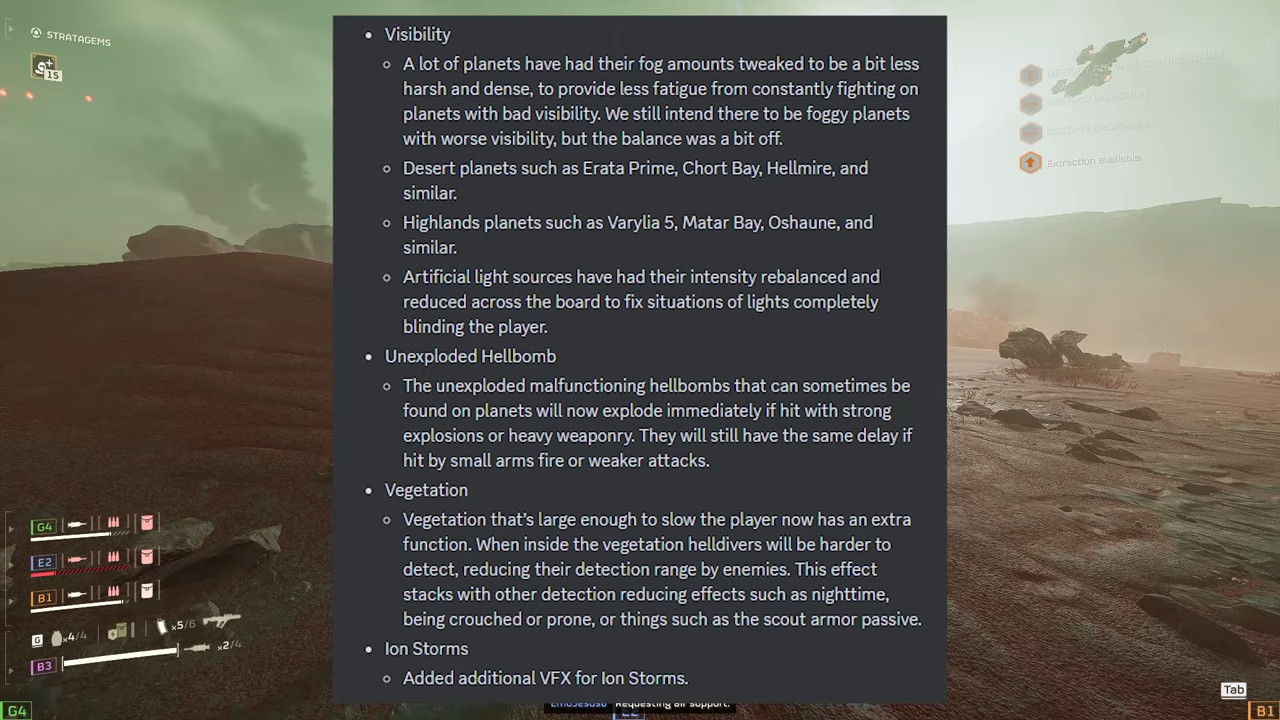 STRATAGEMS
15
Extraction available.
• Visibility
◦ A lot of planets have had their fog amounts tweaked to be a bit less
harsh and dense, to provide less fatigue from constantly fighting on
planets with bad visibility. We still intend there to be foggy planets
with worse visibility, but the balance was a bit off.
◦ Desert planets such as Erata Prime, Chort Bay, Hellmire, and
similar.
◦ Highlands planets such as Varylia 5, Matar Bay, Oshaune, and
similar.
◦ Artificial light sources have had their intensity rebalanced and
reduced across the board to fix situations of lights completely
blinding the player.
• Unexploded Hellbomb
◦ The unexploded malfunctioning hellbombs that can sometimes be
found on planets will now explode immediately if hit with strong
explosions or heavy weaponry. They will still have the same delay if
hit by small arms fire or weaker attacks.
• Vegetation
◦ Vegetation that’s large enough to slow the player now has an extra
function. When inside the vegetation helldivers will be harder to
detect, reducing their detection range by enemies. This effect
stacks with other detection reducing effects such as nighttime,
being crouched or prone, or things such as the scout armor passive.
• Ion Storms
◦ Added additional VFX for Ion Storms.
G4
E2
B1
G x4/4 x5/6
B3 x2/4
Requesting air support.
G4
E2
Tab
B1